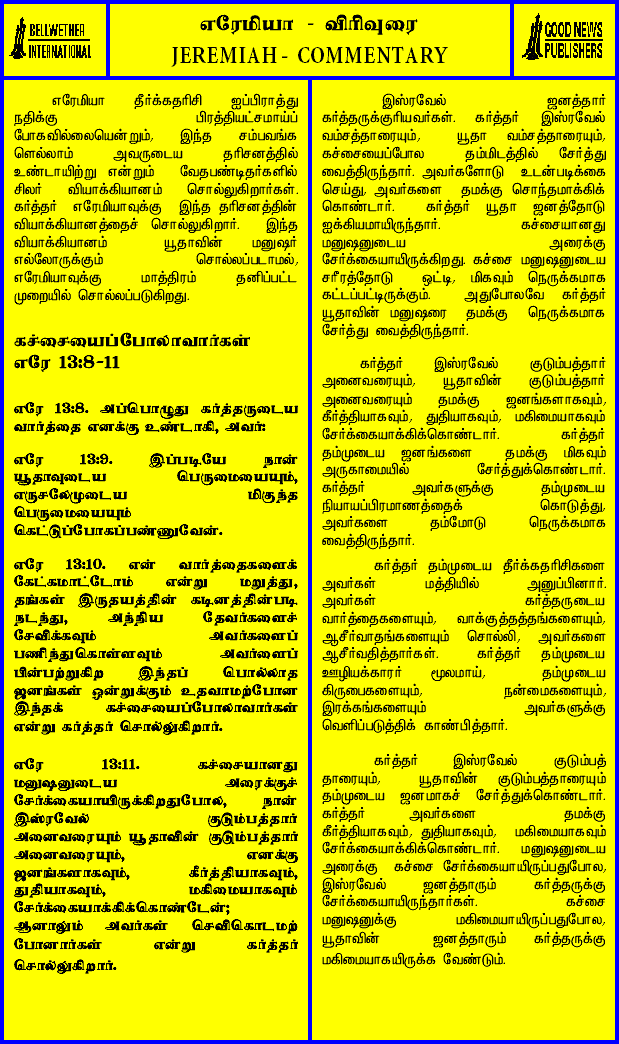 BELLWETHER
INTERNATIONAL
எரேமியா - விரிவுரை
JEREMIAH - COMMENTARY
GOOD NEWS
PUBLISHERS
எரேமியா தீர்க்கதரிசி ஐப்பிராத்து
நதிக்கு பிரத்தியட்சமாய்ப்
போகவில்லையென்றும், இந்த சம்பவங்க
ளெல்லாம் அவருடைய தரிசனத்தில்
உண்டாயிற்று என்றும் வேதபண்டிதர்களில்
சிலர் வியாக்கியானம் சொல்லுகிறார்கள்.
கர்த்தர் எரேமியாவுக்கு இந்த தரிசனத்தின்
வியாக்கியானத்தைச் சொல்லுகிறார். இந்த
வியாக்கியானம் யூதாவின் மனுஷர்
எல்லோருக்கும் சொல்லப்படாமல்,
எரேமியாவுக்கு மாத்திரம் தனிப்பட்ட
முறையில் சொல்லப்படுகிறது.
கச்சையைப்போலாவார்கள்
எரே 13:8-11
எரே 13:8. அப்பொழுது கர்த்தருடைய
வார்த்தை எனக்கு உண்டாகி, அவர்:
எரே 13:9. இப்படியே நான்
யூதாவுடைய பெருமையையும்,
எருசலேமுடைய மிகுந்த
பெருமையையும்
கெட்டுப்போகப்பண்ணுவேன்.
எரே 13:10. என் வார்த்தைகளைக்
கேட்கமாட்டோம் என்று மறுத்து,
தங்கள் இருதயத்தின் கடினத்தின்படி
நடந்து, அந்நிய தேவர்களைச்
சேவிக்கவும் அவர்களைப்
பணிந்துகொள்ளவும் அவர்ளைப்
பின்பற்றுகிற இந்தப் பொல்லாத
ஜனங்கள் ஒன்றுக்கும் உதவாமற்போன
இந்தக் கச்சையைப்போலாவார்கள்
என்று கர்த்தர் சொல்லுகிறார்.
எரே 13:11. கச்சையானது
மனுஷனுடைய அரைக்குச்
சேர்க்கையாயிருக்கிறதுபோல, நான்
இஸ்ரவேல் குடும்பத்தார்
அனைவரையும் யூதாவின் குடும்பத்தார்
அனைவரையும், எனக்கு
ஜனங்களாகவும், கீர்த்தியாகவும்,
துதியாகவும், மகிமையாகவும்
சேர்க்கையாக்கிக்கொண்டேன்;
ஆனாலும் அவர்கள் செவிகொடமற்
போனார்கள் என்று கர்த்தர்
சொல்லுகிறார்.
இஸ்ரவேல் ஜனத்தார்
கர்த்தருக்குரியவர்கள். கர்த்தர் இஸ்ரவேல்
வம்சத்தாரையும், யூதா வம்சத்தாரையும்,
கச்சையைப்போல தம்மிடத்தில் சேர்த்து
வைத்திருந்தார். அவர்களோடு உடன்படிக்கை
செய்து, அவர்களை தமக்கு சொந்தமாக்கிக்
கொண்டார். கர்த்தர் யூதா ஜனத்தோடு
ஐக்கியமாயிருந்தார். கச்சையானது
மனுஷனுடைய அரைக்கு
சேர்க்கையாயிருக்கிறது. கச்சை மனுஷனுடைய
சரீரத்தோடு ஒட்டி, மிகவும் நெருக்கமாக
கட்டப்பட்டிருக்கும். அதுபோலவே கர்த்தர்
யூதாவின் மனுஷரை தமக்கு நெருக்கமாக
சேர்த்து வைத்திருந்தார்.
கர்த்தர் இஸ்ரவேல் குடும்பத்தார்
அனைவரையும், யூதாவின் குடும்பத்தார்
அனைவரையும் தமக்கு ஜனங்களாகவும்,
கீர்த்தியாகவும், துதியாகவும், மகிமையாகவும்
சேர்க்கையாக்கிக்கொண்டார். கர்த்தர்
தம்முடைய ஜனங்களை தமக்கு மிகவும்
அருகாமையில் சேர்த்துக்கொண்டார்.
கர்த்தர் அவர்களுக்கு தம்முடைய
நியாயப்பிரமாணத்தைக் கொடுத்து,
அவர்களை தம்மோடு நெருக்கமாக
வைத்திருந்தார்.
கர்த்தர் தம்முடைய தீர்க்கதரிசிகளை
அவர்கள் மத்தியில் அனுப்பினார்.
அவர்கள் கர்த்தருடைய
வார்த்தைகளையும், வாக்குத்தத்தங்களையும்,
ஆசீர்வாதங்களையும் சொல்லி, அவர்களை
ஆசீர்வதித்தார்கள். கர்த்தர் தம்முடைய
ஊழியக்காரர் மூலமாய், தம்முடைய
கிருபைகளையும், நன்மைகளையும்,
இரக்கங்களையும் அவர்களுக்கு
வெளிப்படுத்திக் காண்பித்தார்.
கர்த்தர் இஸ்ரவேல் குடும்பத்
தாரையும், யூதாவின் குடும்பத்தாரையும்
தம்முடைய ஜனமாகச் சேர்த்துக்கொண்டார்.
கர்த்தர் அவர்களை தமக்கு
கீர்த்தியாகவும், துதியாகவும், மகிமையாகவும்
சேர்க்கையாக்கிக்கொண்டார். மனுஷனுடைய
அரைக்கு கச்சை சேர்க்கையாயிருப்பதுபோல,
இஸ்ரவேல் ஜனத்தாரும் கர்த்தருக்கு
சேர்க்கையாயிருந்தார்கள். கச்சை
மனுஷனுக்கு மகிமையாயிருப்பதுபோல,
யூதாவின் ஜனத்தாரும் கர்த்தருக்கு
மகிமையாகயிருக்க வேண்டும்.